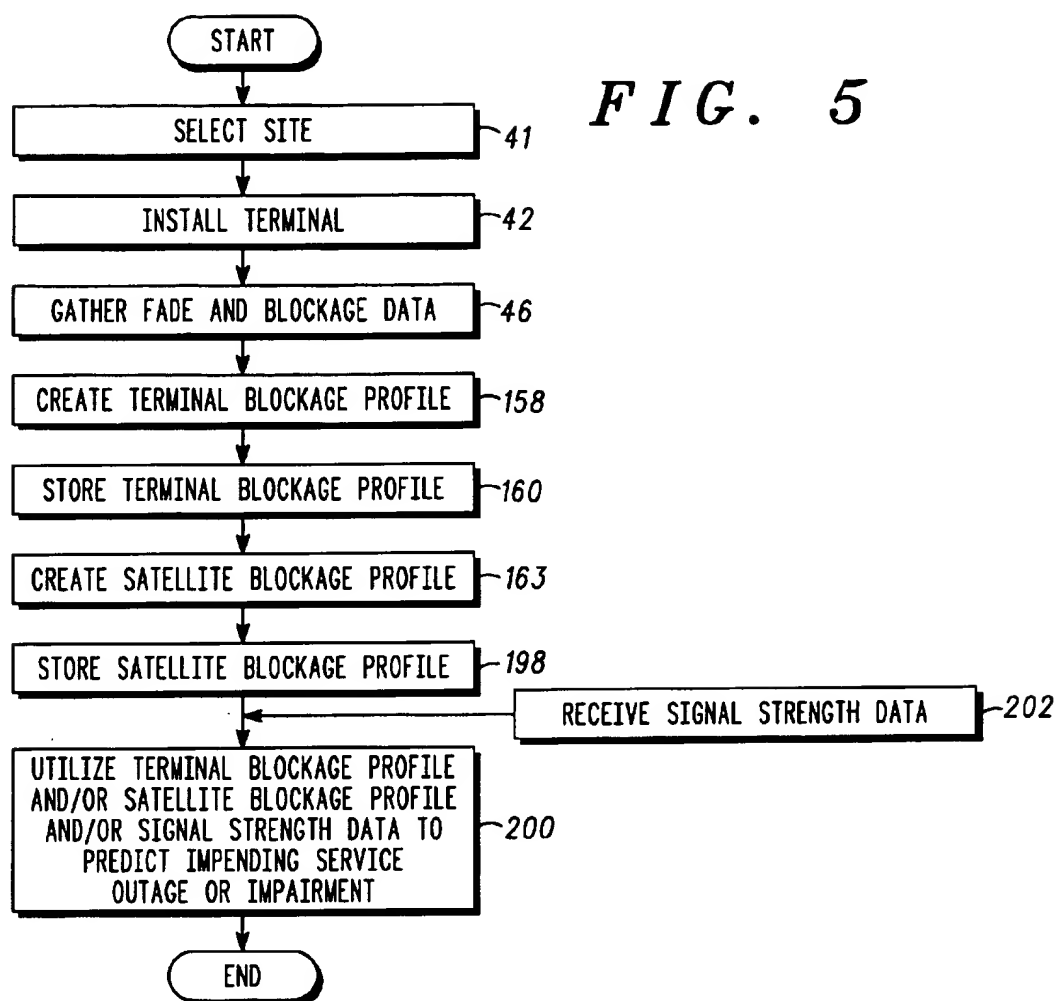 START
FIG. 5
SELECT SITE
41
INSTALL TERMINAL
42
GATHER FADE AND BLOCKAGE DATA
46
CREATE TERMINAL BLOCKAGE PROFILE
158
STORE TERMINAL BLOCKAGE PROFILE
160
CREATE SATELLITE BLOCKAGE PROFILE
163
STORE SATELLITE BLOCKAGE PROFILE
198
RECEIVE SIGNAL STRENGTH DATA
202
UTILIZE TERMINAL BLOCKAGE PROFILE
AND/OR SATELLITE BLOCKAGE PROFILE
AND/OR SIGNAL STRENGTH DATA TO
PREDICT IMPENDING SERVICE
OUTAGE OR IMPAIRMENT
200
END